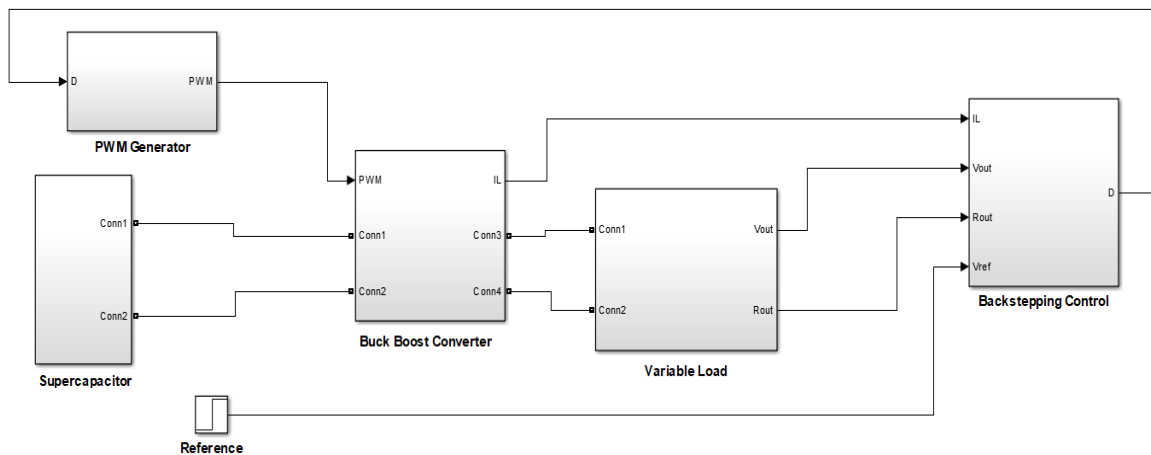 D
PWM
PWM Generator
Conn1
Conn2
Supercapacitor
PWM
IL
Conn1
Conn3
Conn2
Conn4
Buck Boost Converter
Conn1
Vout
Conn2
Rout
Variable Load
IL
Vout
D
Rout
Vref
Backstepping Control
Reference